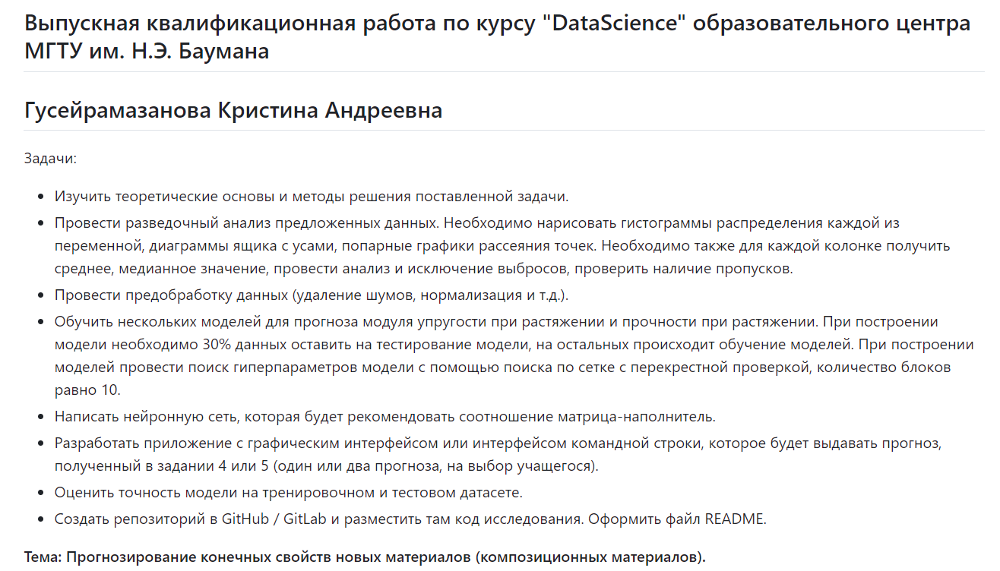 Выпускная квалификационная работа по курсу "DataScience" образовательного центра
МГТУ им. Н.Э. Баумана
Гусейрамазанова Кристина Андреевна
Задачи:
• Изучить теоретические основы и методы решения поставленной задачи.
• Провести разведочный анализ предложенных данных. Необходимо нарисовать гистограммы распределения каждой из
переменной, диаграммы ящика с усами, попарные графики рассеяния точек. Необходимо также для каждой колонке получить
среднее, медианное значение, провести анализ и исключение выбросов, проверить наличие пропусков.
• Провести предобработку данных (удаление шумов, нормализация и т.д.).
• Обучить нескольких моделей для прогноза модуля упругости при растяжении и прочности при растяжении. При построении
модели необходимо 30% данных оставить на тестирование модели, на остальных происходит обучение моделей. При построении
моделей провести поиск гиперпараметров модели с помощью поиска по сетке с перекрестной проверкой, количество блоков
равно 10.
• Написать нейронную сеть, которая будет рекомендовать соотношение матрица-наполнитель.
• Разработать приложение с графическим интерфейсом или интерфейсом командной строки, которое будет выдавать прогноз,
полученный в задании 4 или 5 (один или два прогноза, на выбор учащегося).
• Оценить точность модели на тренировочном и тестовом датасете.
• Создать репозиторий в GitHub / GitLab и разместить там код исследования. Оформить файл README.
Тема: Прогнозирование конечных свойств новых материалов (композиционных материалов).